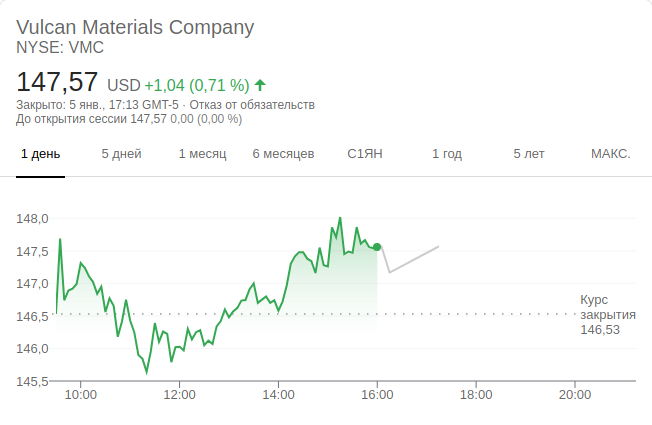 Vulcan Materials Company
NYSE: VMC
147,57 USD +1,04 (0,71 %)
Закрыто: 5 янв., 17:13 GMT-5 · Отказ от обязательств
До открытия сессии 147,57 0,00 (0,00 %)
1 день 5 дней 1 месяц 6 месяцев С1ЯН 1 год 5 лет МАКС.
148,0
147,5
147,0
146,5
146,0
145,5
Курс
закрытия
146,53
10:00 12:00 14:00 16:00 18:00 20:00